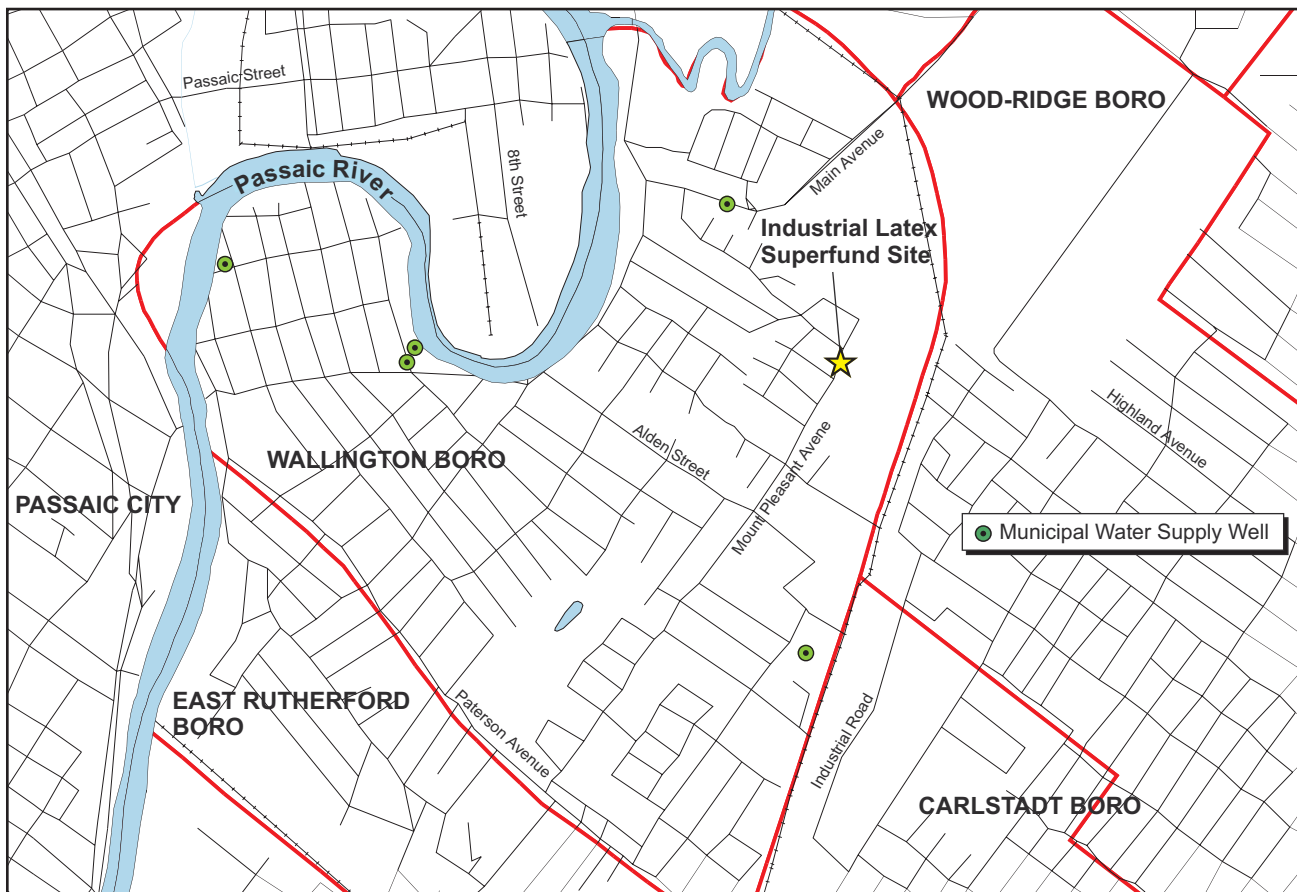 Passaic Street
WOOD-RIDGE BORO
Main Avenue
Passaic River
8th Street
Industrial Latex
Superfund Site
Highland Avenue
Alden Street
WALLINGTON BORO
Mount Pleasant Avene
PASSAIC CITY
Municipal Water Supply Well
EAST RUTHERFORD
BORO
Paterson Avenue
Industrial Road
CARLSTADT BORO